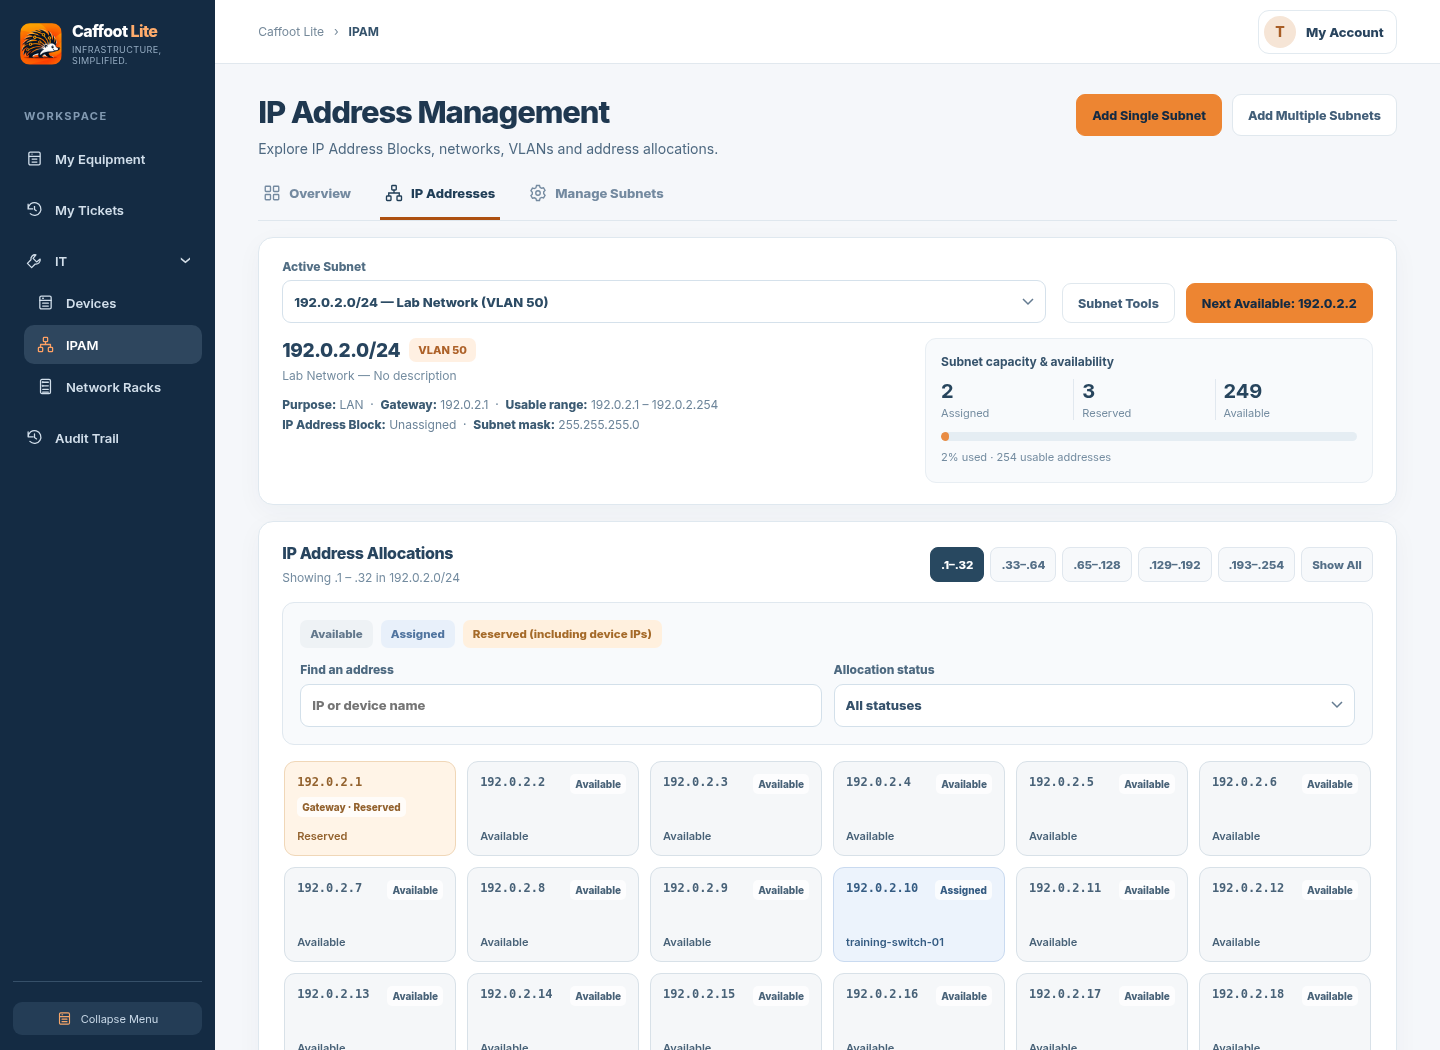 Caffoot Lite
INFRASTRUCTURE,
SIMPLIFIED.
WORKSPACE
My Equipment
My Tickets
IT
Devices
IPAM
Network Racks
Audit Trail
Collapse Menu
Caffoot Lite › IPAM
T My Account
IP Address Management
Explore IP Address Blocks, networks, VLANs and address allocations.
Add Single Subnet
Add Multiple Subnets
Overview
IP Addresses
Manage Subnets
Active Subnet
192.0.2.0/24 — Lab Network (VLAN 50)
Subnet Tools
Next Available: 192.0.2.2
192.0.2.0/24 VLAN 50
Lab Network — No description
Purpose: LAN · Gateway: 192.0.2.1 · Usable range: 192.0.2.1 – 192.0.2.254
IP Address Block: Unassigned · Subnet mask: 255.255.255.0
Subnet capacity & availability
2 3 249
Assigned Reserved Available
2% used · 254 usable addresses
IP Address Allocations
Showing .1 – .32 in 192.0.2.0/24
.1–.32 .33–.64 .65–.128 .129–.192 .193–.254 Show All
Available Assigned Reserved (including device IPs)
Find an address
IP or device name
Allocation status
All statuses
192.0.2.1
Gateway · Reserved
Reserved
192.0.2.2 Available
Available
192.0.2.3 Available
Available
192.0.2.4 Available
Available
192.0.2.5 Available
Available
192.0.2.6 Available
Available
192.0.2.7 Available
Available
192.0.2.8 Available
Available
192.0.2.9 Available
Available
192.0.2.10 Assigned
training-switch-01
192.0.2.11 Available
Available
192.0.2.12 Available
Available
192.0.2.13 Available
Available
192.0.2.14 Available
Available
192.0.2.15 Available
Available
192.0.2.16 Available
Available
192.0.2.17 Available
Available
192.0.2.18 Available
Available